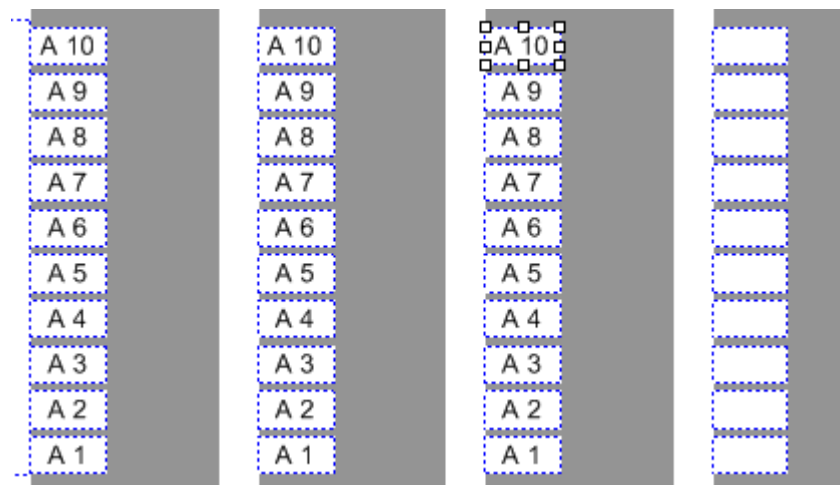 A 10 A 10 A 10
A 9 A 9 A 9
A 8 A 8 A 8
A 7 A 7 A 7
A 6 A 6 A 6
A 5 A 5 A 5
A 4 A 4 A 4
A 3 A 3 A 3
A 2 A 2 A 2
A 1 A 1 A 1